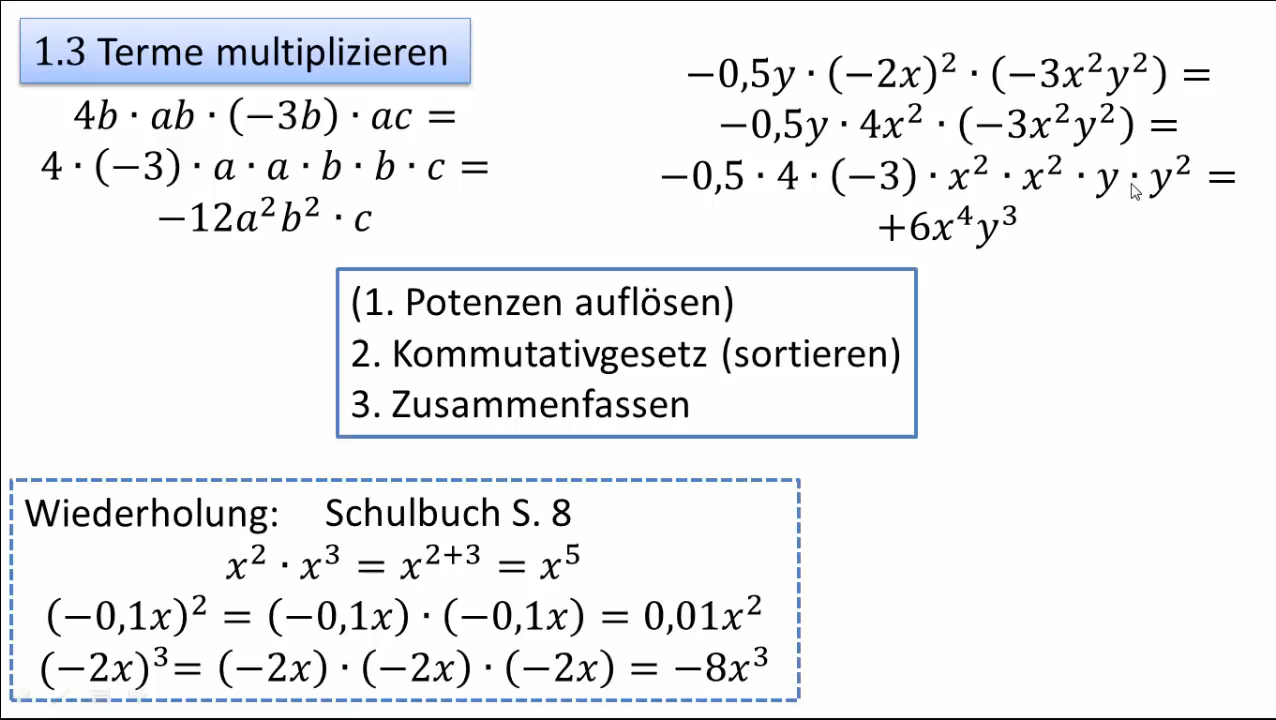 1.3 Terme multiplizieren
4b · ab · (−3b) · ac =
4 · (−3) · a · a · b · b · c =
−12a²b² · c
−0,5y · (−2x)² · (−3x²y²) =
−0,5y · 4x² · (−3x²y²) =
−0,5 · 4 · (−3) · x² · x² · y · y² =
+6x⁴y³
(1. Potenzen auflösen)
2. Kommutativgesetz (sortieren)
3. Zusammenfassen
Wiederholung: Schulbuch S. 8
x² · x³ = x²⁺³ = x⁵
(−0,1x)² = (−0,1x) · (−0,1x) = 0,01x²
(−2x)³= (−2x) · (−2x) · (−2x) = −8x³